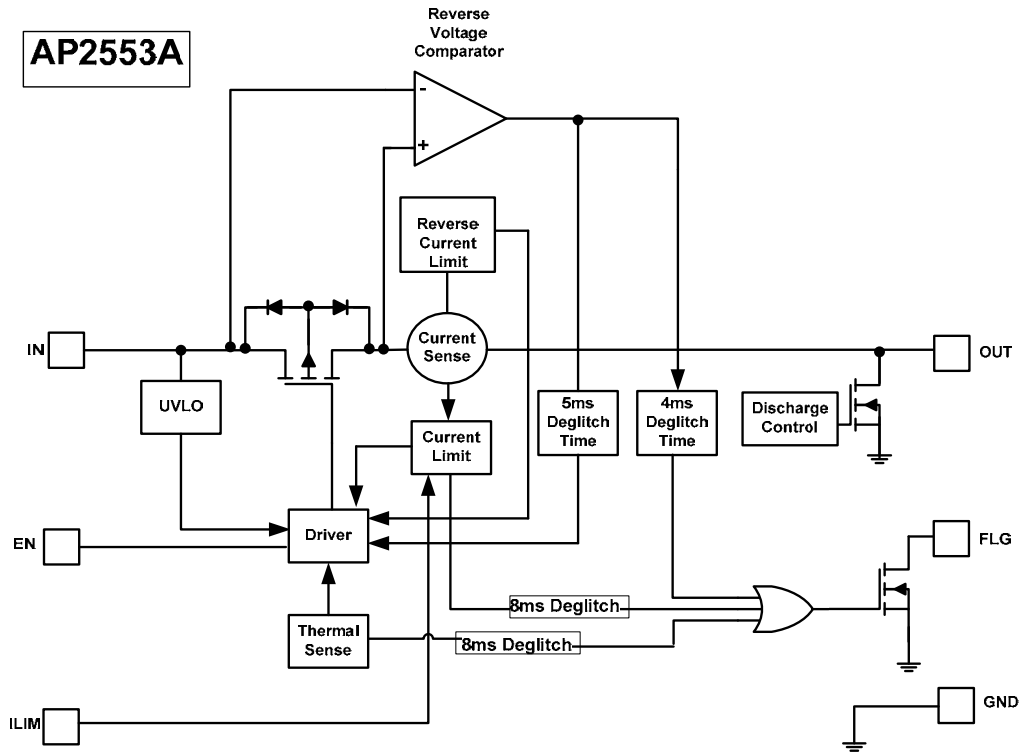 AP2553A
Reverse
Voltage
Comparator
-
+
Reverse
Current
Limit
IN
Current
Sense
OUT
UVLO
5ms
Deglitch
Time
4ms
Deglitch
Time
Discharge
Control
Current
Limit
EN
Driver
FLG
8ms Deglitch
Thermal
Sense
8ms Deglitch
ILIM
GND